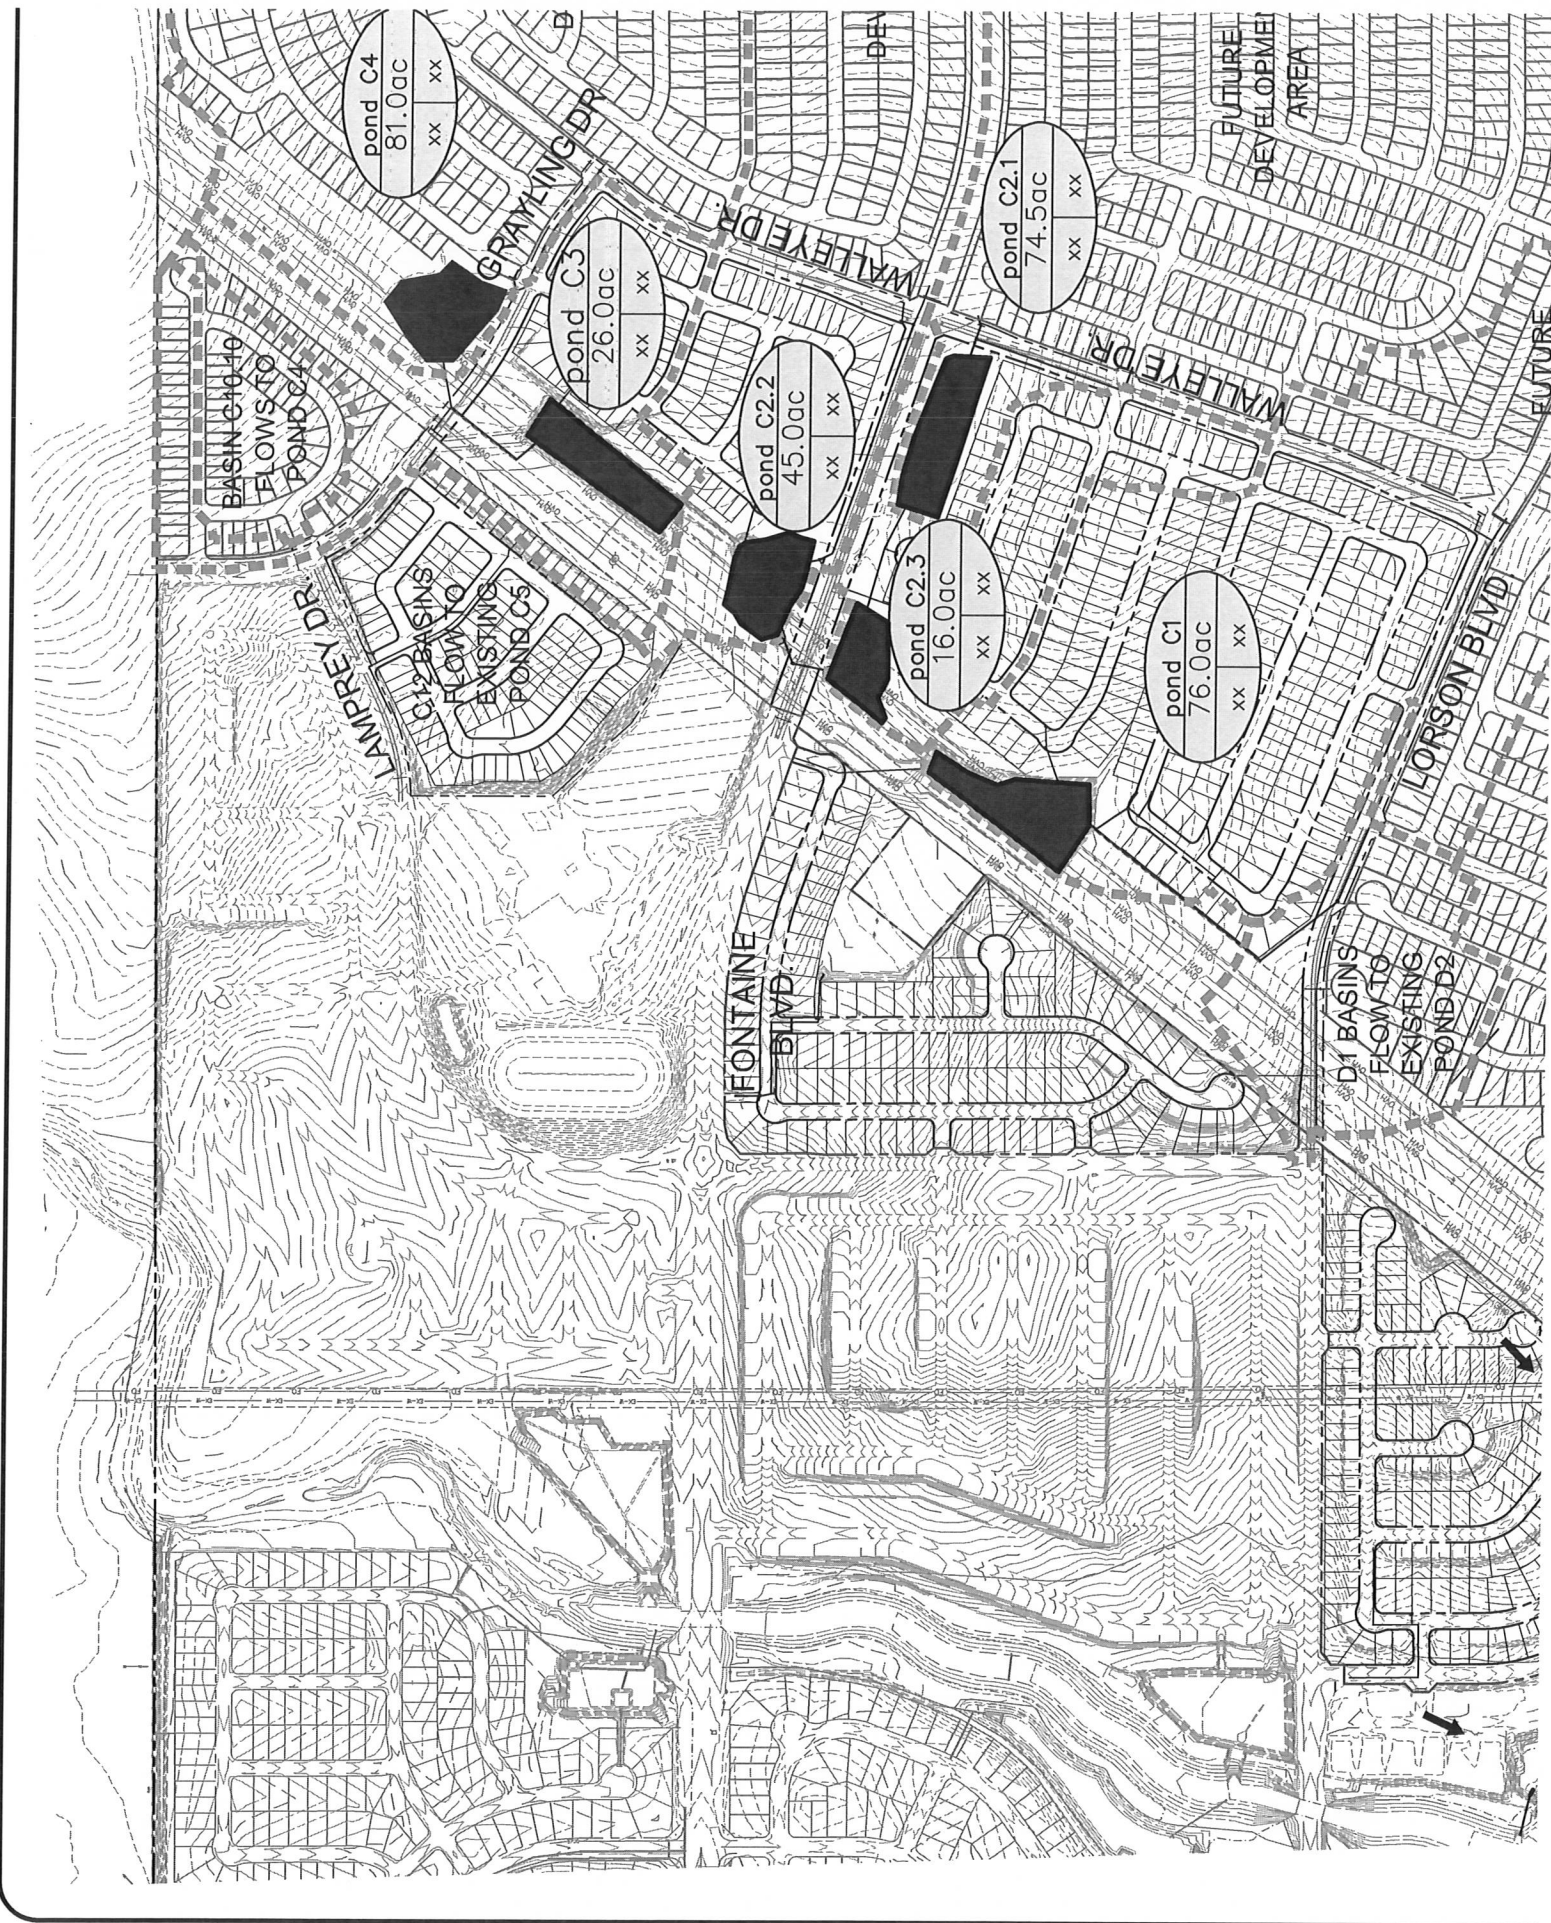 pond C4
81.0ac
xx
xx
GRAYLYING DR
pond C3
26.0ac
xx
xx
WALLEYE DR.
WALLEYE DR.
WALLEYE
pond C2.1
74.5ac
xx
xx
FUTURE
AREA
FUTURE
BASIN C10.10
FLOWS TO
POND C4
pond C2.2
45.0ac
xx
xx
LAMPREY DR.
C12 BASINS
FLOW TO
EXISTING
POND C5
pond C2.3
16.0ac
xx
xx
pond C1
76.0ac
xx
xx
LORSON BLVD
FONTAINE
BLVD.
D1 BASINS
FLOW TO
EXISTING
POND D2